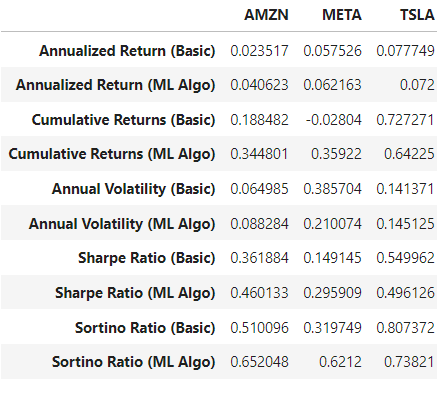 AMZN META TSLA
Annualized Return (Basic) 0.023517 0.057526 0.077749
Annualized Return (ML Algo) 0.040623 0.062163 0.072
Cumulative Returns (Basic) 0.188482 -0.02804 0.727271
Cumulative Returns (ML Algo) 0.344801 0.35922 0.64225
Annual Volatility (Basic) 0.064985 0.385704 0.141371
Annual Volatility (ML Algo) 0.088284 0.210074 0.145125
Sharpe Ratio (Basic) 0.361884 0.149145 0.549962
Sharpe Ratio (ML Algo) 0.460133 0.295909 0.496126
Sortino Ratio (Basic) 0.510096 0.319749 0.807372
Sortino Ratio (ML Algo) 0.652048 0.6212 0.73821